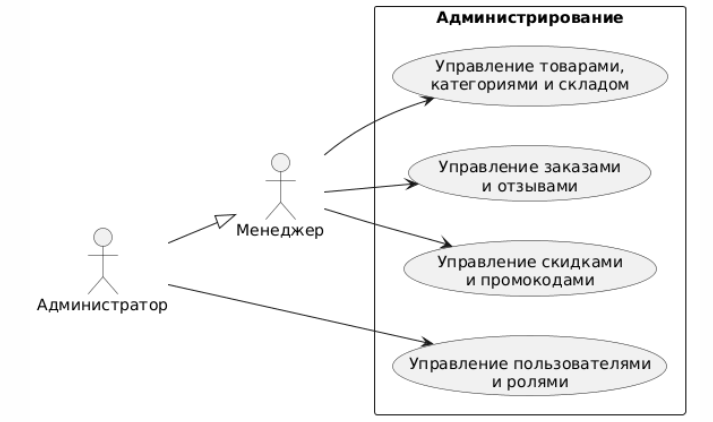 Администрирование
Управление товарами,
категориями и складом
Управление заказами
и отзывами
Менеджер
Управление скидками
и промокодами
Администратор
Управление пользователями
и ролями